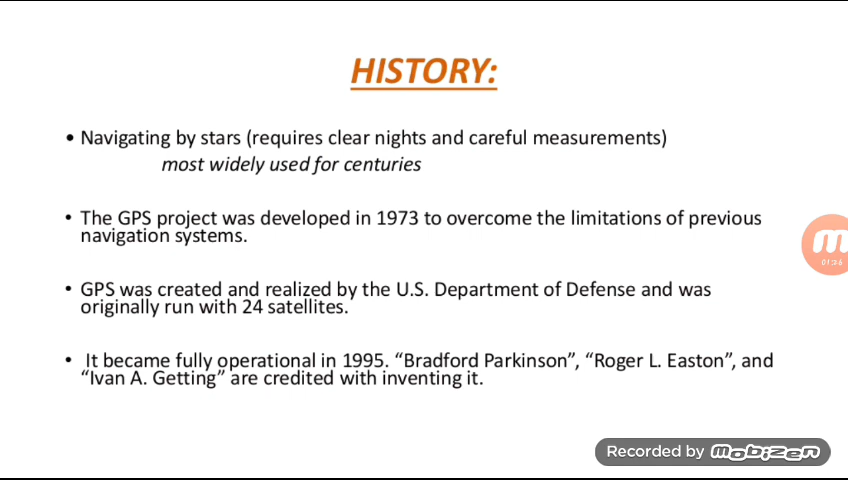 HISTORY:
• Navigating by stars (requires clear nights and careful measurements)
most widely used for centuries
• The GPS project was developed in 1973 to overcome the limitations of previous
navigation systems.
• GPS was created and realized by the U.S. Department of Defense and was
originally run with 24 satellites.
• It became fully operational in 1995. “Bradford Parkinson”, “Roger L. Easton”, and
“Ivan A. Getting” are credited with inventing it.
m
01:36
Recorded by mobizen